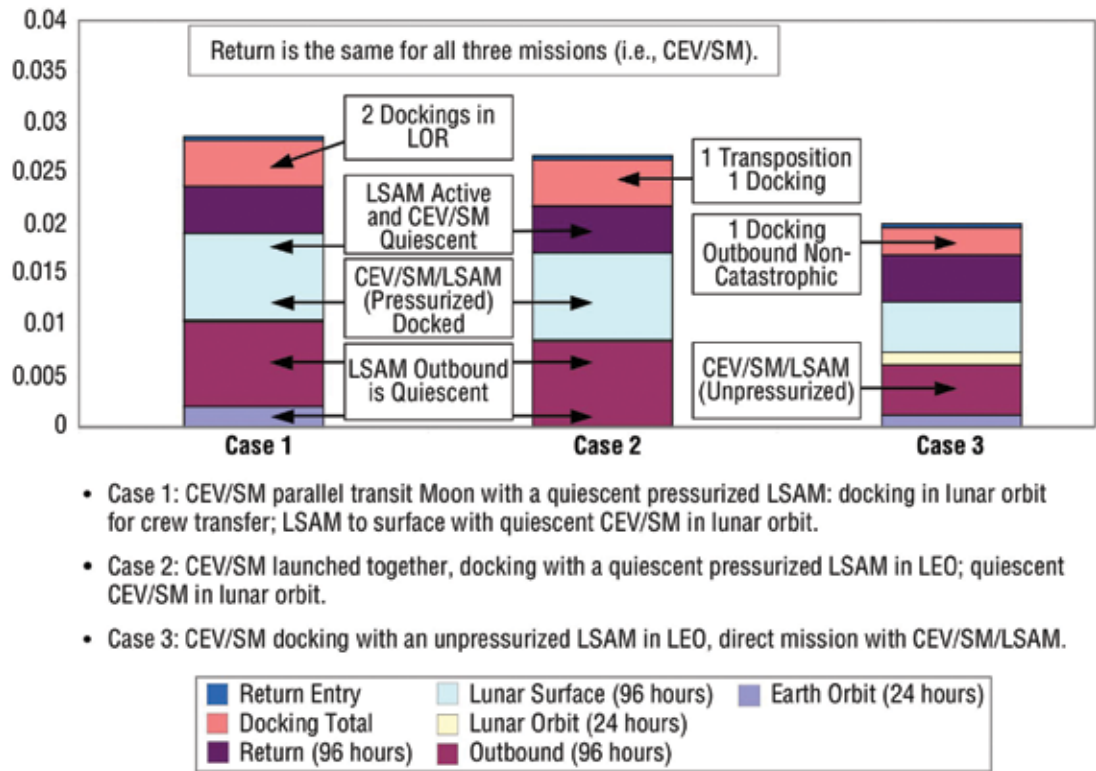 0.04
0.035
0.03
0.025
0.02
0.015
0.01
0.005
0
Return is the same for all three missions (i.e., CEV/SM).
2 Dockings in
LOR
LSAM Active
and CEV/SM
Quiescent
CEV/SM/LSAM
(Pressurized)
Docked
LSAM Outbound
is Quiescent
1 Transposition
1 Docking
1 Docking
Outbound Non-
Catastrophic
CEV/SM/LSAM
(Unpressurized)
Case 1
Case 2
Case 3
• Case 1: CEV/SM parallel transit Moon with a quiescent pressurized LSAM: docking in lunar orbit
for crew transfer; LSAM to surface with quiescent CEV/SM in lunar orbit.
• Case 2: CEV/SM launched together, docking with a quiescent pressurized LSAM in LEO; quiescent
CEV/SM in lunar orbit.
• Case 3: CEV/SM docking with an unpressurized LSAM in LEO, direct mission with CEV/SM/LSAM.
Return Entry
Docking Total
Return (96 hours)
Lunar Surface (96 hours)
Lunar Orbit (24 hours)
Outbound (96 hours)
Earth Orbit (24 hours)